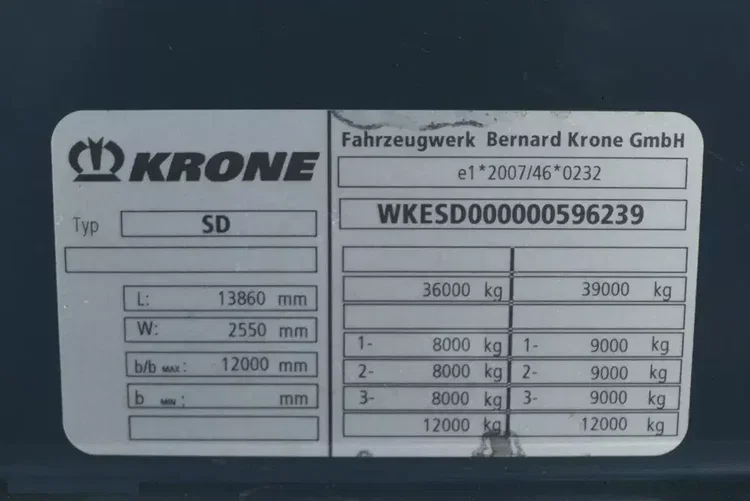 KRONE
Typ SD
L: 13860 mm
W: 2550 mm
b/b MAX : 12000 mm
b MIN : mm
Fahrzeugwerk Bernard Krone GmbH
e1*2007/46*0232
WKESD000000596239
36000 kg 39000 kg
1- 8000 kg 1- 9000 kg
2- 8000 kg 2- 9000 kg
3- 8000 kg 3- 9000 kg
12000 kg 12000 kg